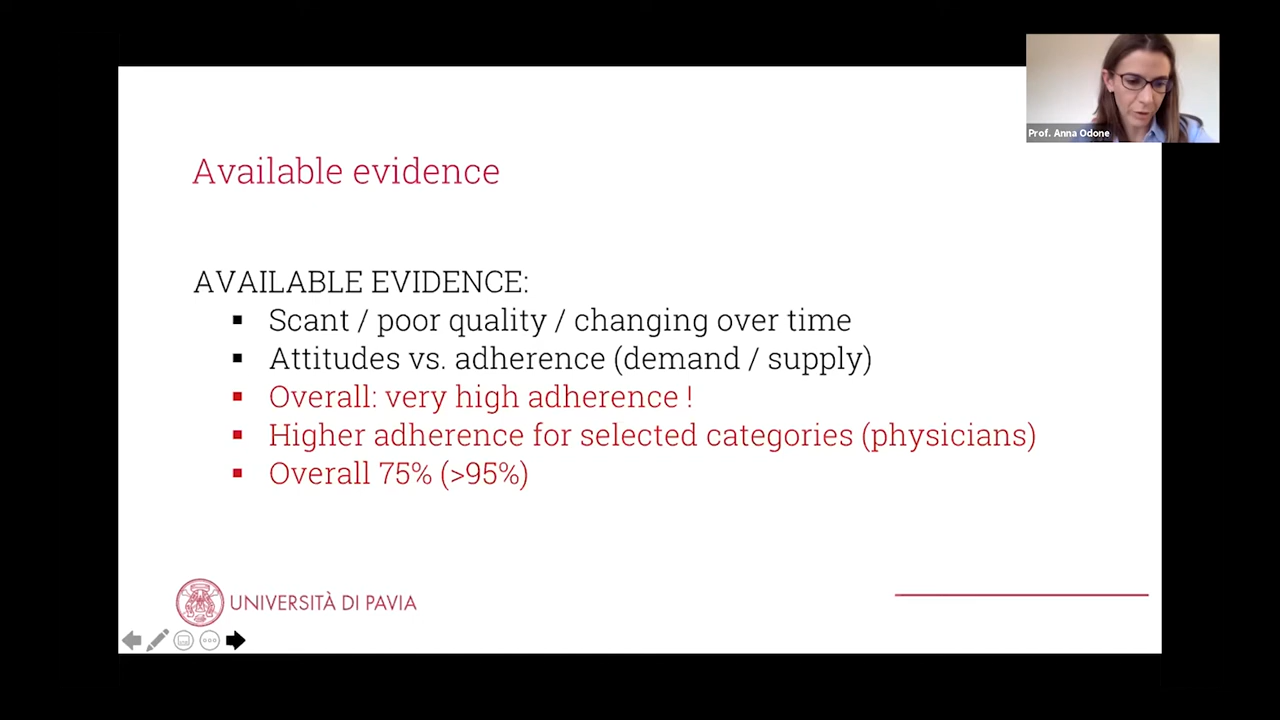 Prof. Anna Odone
Available evidence
AVAILABLE EVIDENCE:
▪ Scant / poor quality / changing over time
▪ Attitudes vs. adherence (demand / supply)
▪ Overall: very high adherence !
▪ Higher adherence for selected categories (physicians)
▪ Overall 75% (>95%)
UNIVERSITÀ DI PAVIA